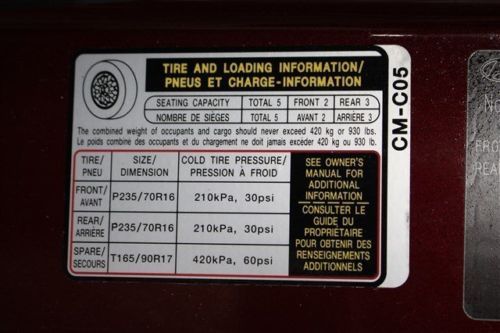 TIRE AND LOADING INFORMATION/
PNEUS ET CHARGE-INFORMATION
SEATING CAPACITY TOTAL 5 FRONT 2 REAR 3
NOMBRE DE SIÈGES TOTAL 5 AVANT 2 ARRIÈRE 3
The combined weight of occupants and cargo should never exceed 420 kg or 930 lbs.
Le poids combine des occupants et du chargement ne doit jamais excéder 420 kg ou 930 lb.
TIRE/ SIZE/ COLD TIRE PRESSURE/
PNEU DIMENSION PRESSION À FROID
FRONT/
AVANT P235/70R16 210kPa, 30psi
REAR/
ARRIÈRE P235/70R16 210kPa, 30psi
SPARE/
SECOURS T165/90R17 420kPa, 60psi
SEE OWNER'S
MANUAL FOR
ADDITIONAL
INFORMATION
CONSULTER LE
GUIDE DU
PROPRIÉTAIRE
POUR OBTENIR DES
RENSEIGNEMENTS
ADDITIONNELS
CM-C05